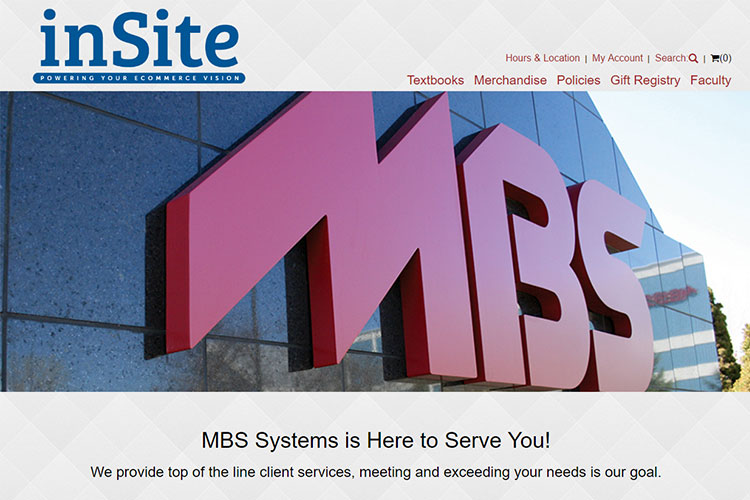 inSite
POWERING YOUR ECOMMERCE VISION
Hours & Location | My Account | Search | (0)
Textbooks Merchandise Policies Gift Registry Faculty
MBS
MBS Systems is Here to Serve You!
We provide top of the line client services, meeting and exceeding your needs is our goal.